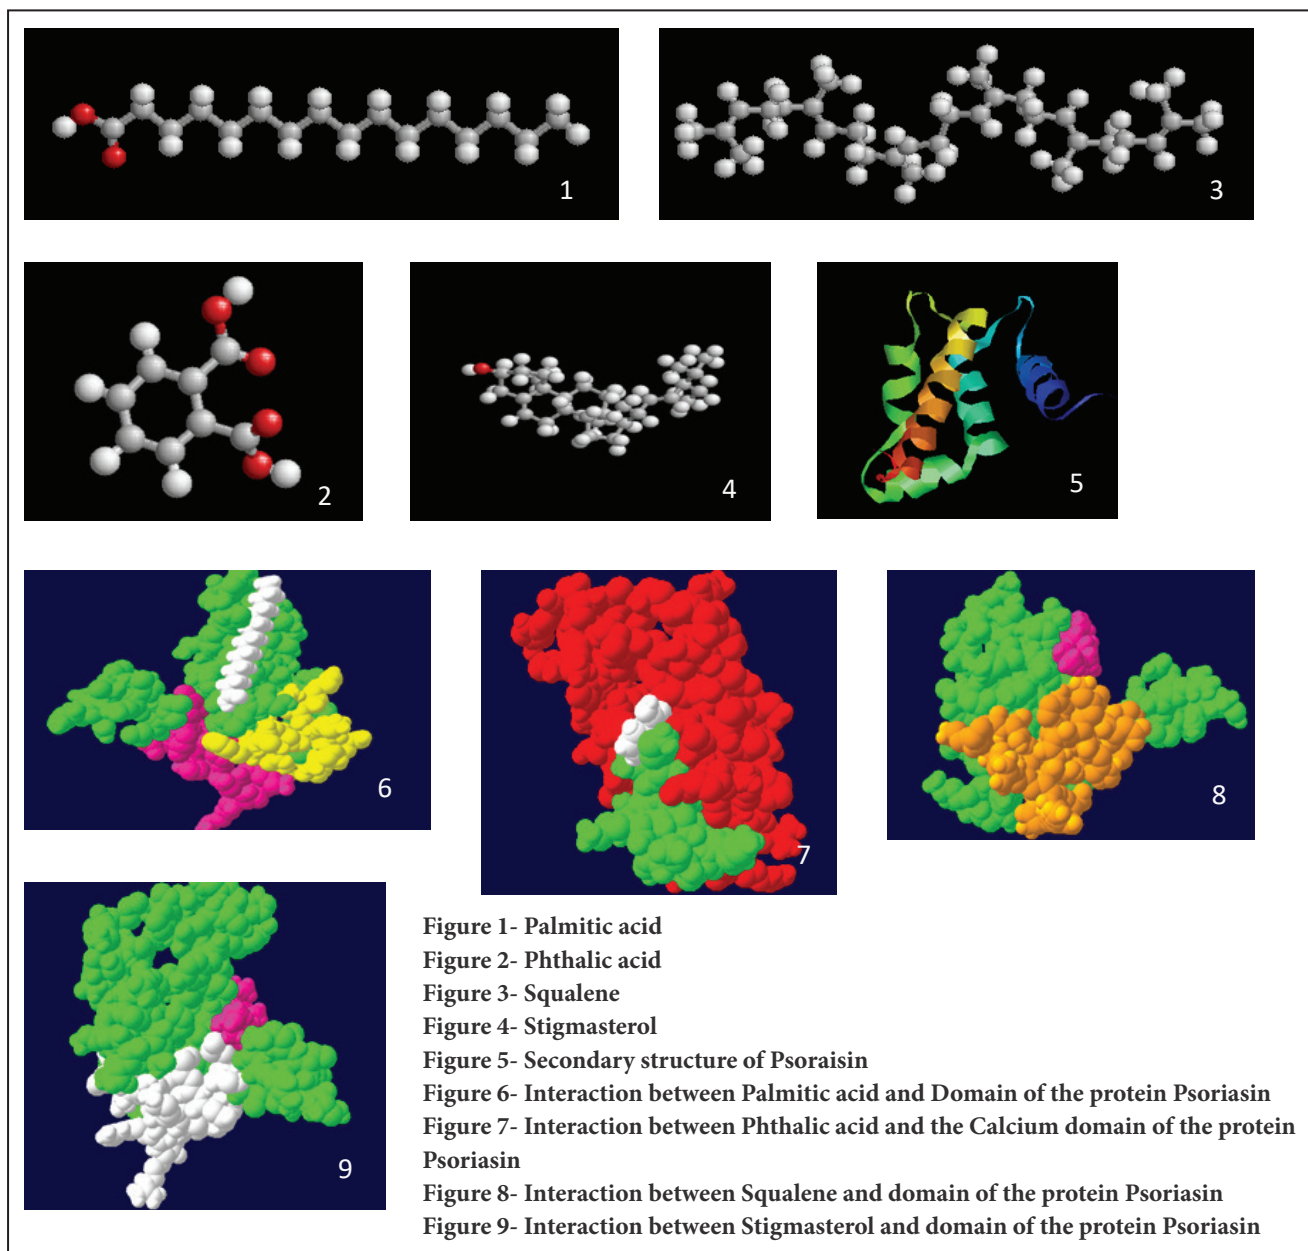 1
3
2
4
5
6
7
8
9
Figure 1- Palmitic acid
Figure 2- Phthalic acid
Figure 3- Squalene
Figure 4- Stigmasterol
Figure 5- Secondary structure of Psoraisin
Figure 6- Interaction between Palmitic acid and Domain of the protein Psoriasin
Figure 7- Interaction between Phthalic acid and the Calcium domain of the protein
Psoriasin
Figure 8- Interaction between Squalene and domain of the protein Psoriasin
Figure 9- Interaction between Stigmasterol and domain of the protein Psoriasin